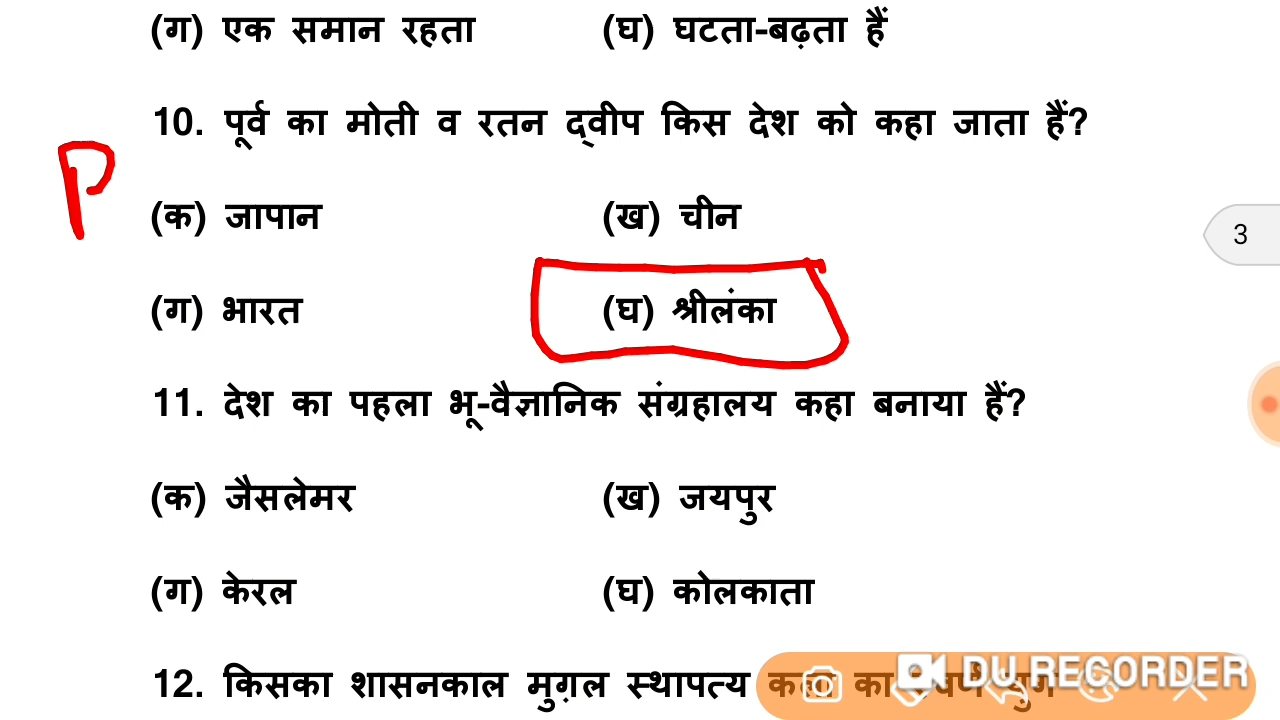 (ग) एक समान रहता (घ) घटता-बढ़ता हैं
10. पूर्व का मोती व रतन द्वीप किस देश को कहा जाता हैं?
P
(क) जापान (ख) चीन
3
(ग) भारत (घ) श्रीलंका
11. देश का पहला भू-वैज्ञानिक संग्रहालय कहा बनाया हैं?
(क) जैसलेमर (ख) जयपुर
(ग) केरल (घ) कोलकाता
12. किसका शासनकाल मुग़ल स्थापत्य कला का
DU RECORDER